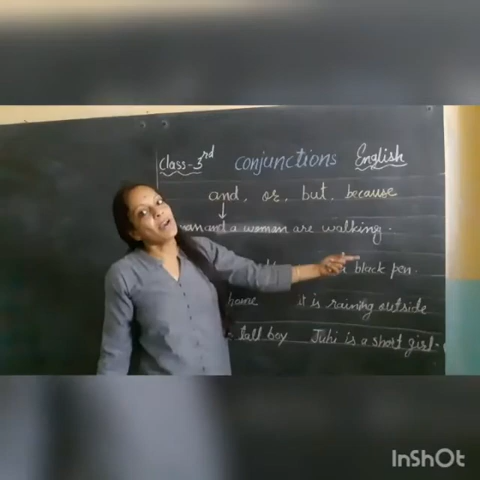 Class-3rd conjunctions English
and, or, but, because
and a woman are walking.
black pen.
home it is raining outside
tall boy Juhi is a short girl.
InShOt